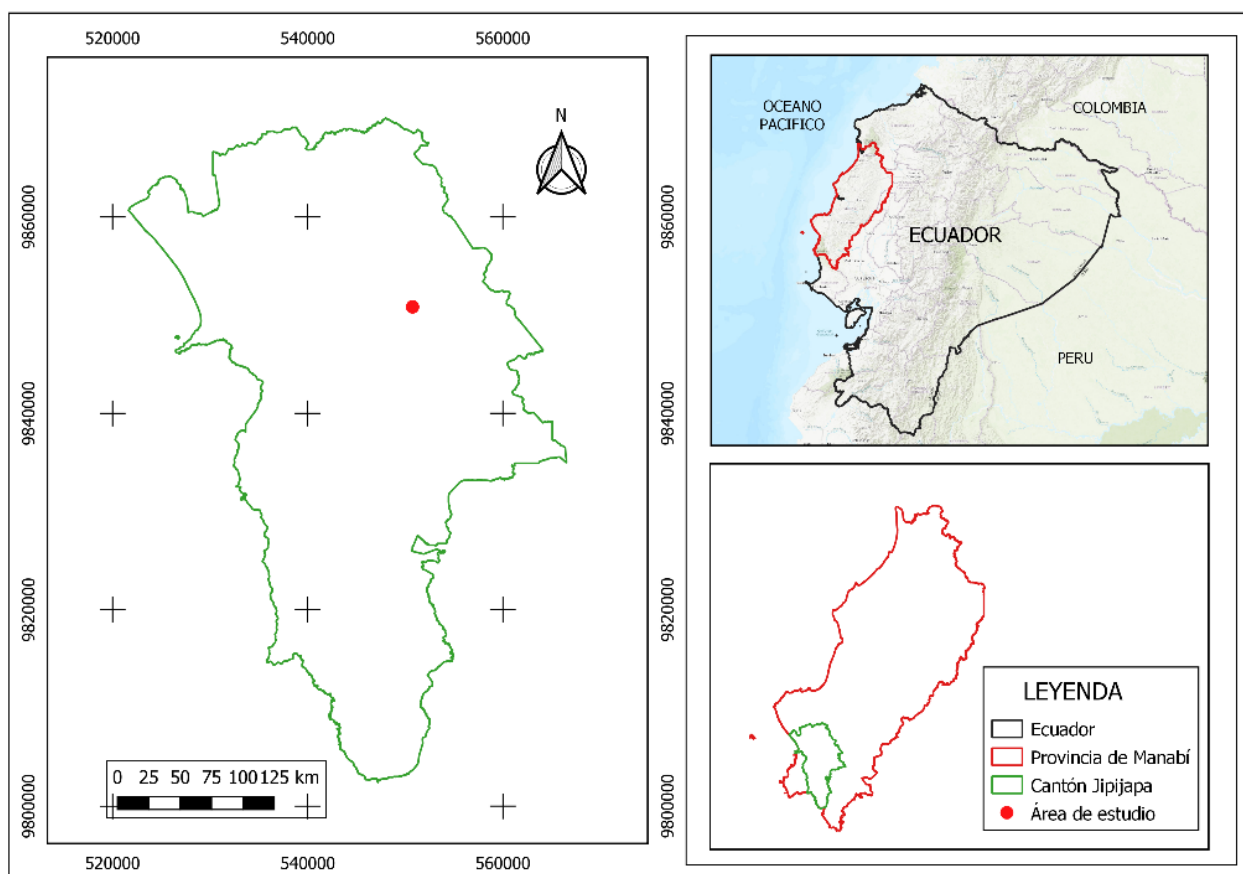 520000
540000
560000
9860000
9840000
9820000
9800000
N
0 25 50 75 100 125 km
9860000
9840000
9820000
9800000
520000
540000
560000
OCEANO
PACIFICO
COLOMBIA
ECUADOR
PERU
LEYENDA
Ecuador
Provincia de Manabí
Cantón Jipijapa
Área de estudio